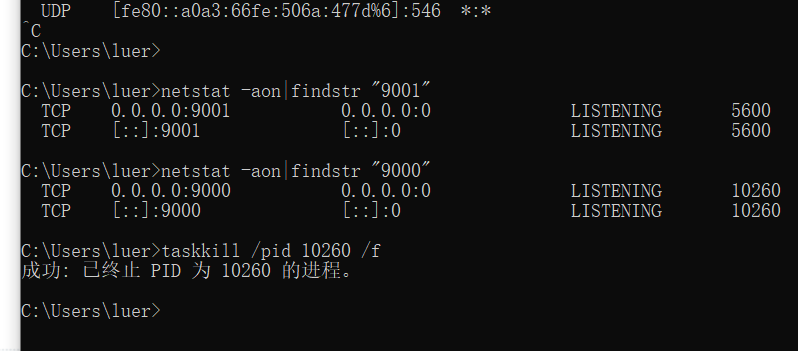 UDP    [fe80::a0a3:66fe:506a:477d%6]:546  *:*
^C
C:\Users\luer>
C:\Users\luer>netstat -aon|findstr "9001"
TCP    0.0.0.0:9001           0.0.0.0:0              LISTENING       5600
TCP    [::]:9001              [::]:0                 LISTENING       5600
C:\Users\luer>netstat -aon|findstr "9000"
TCP    0.0.0.0:9000           0.0.0.0:0              LISTENING       10260
TCP    [::]:9000              [::]:0                 LISTENING       10260
C:\Users\luer>taskkill /pid 10260 /f
成功: 已终止 PID 为 10260 的进程。
C:\Users\luer>